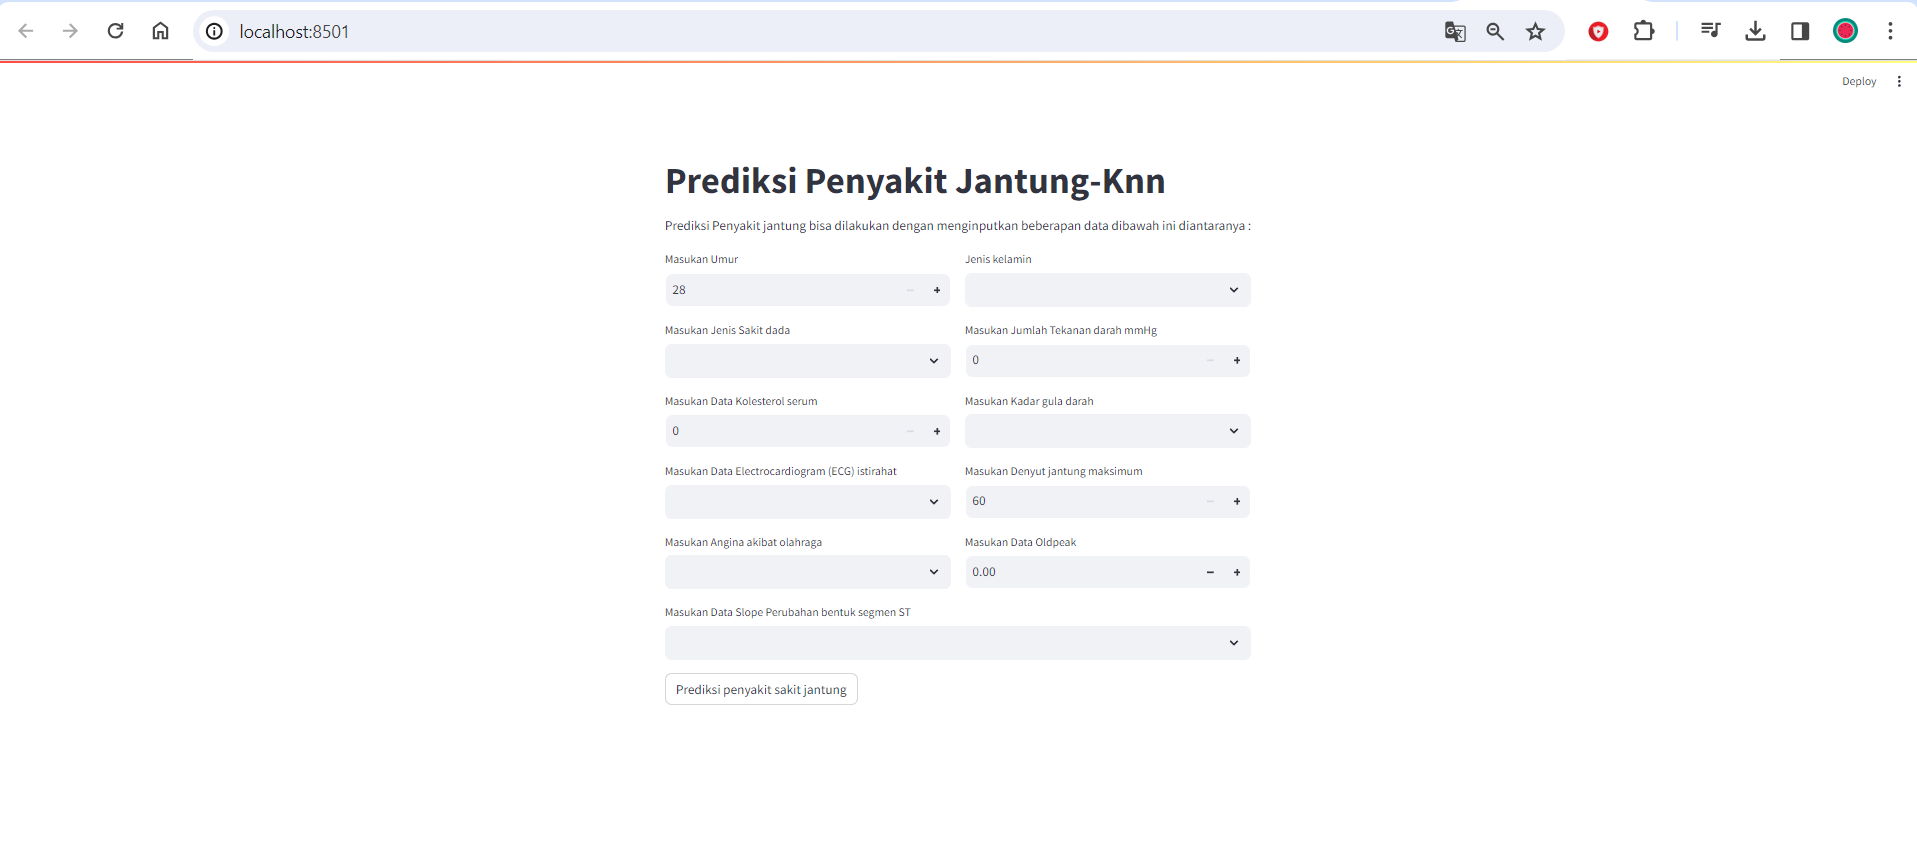 localhost:8501
Deploy
Prediksi Penyakit Jantung-Knn
Prediksi Penyakit jantung bisa dilakukan dengan menginputkan beberapan data dibawah ini diantaranya :
Masukan Umur
28
Jenis kelamin
Masukan Jenis Sakit dada
Masukan Jumlah Tekanan darah mmHg
0
Masukan Data Kolesterol serum
0
Masukan Kadar gula darah
Masukan Data Electrocardiogram (ECG) istirahat
Masukan Denyut jantung maksimum
60
Masukan Angina akibat olahraga
Masukan Data Oldpeak
0.00
Masukan Data Slope Perubahan bentuk segmen ST
Prediksi penyakit sakit jantung